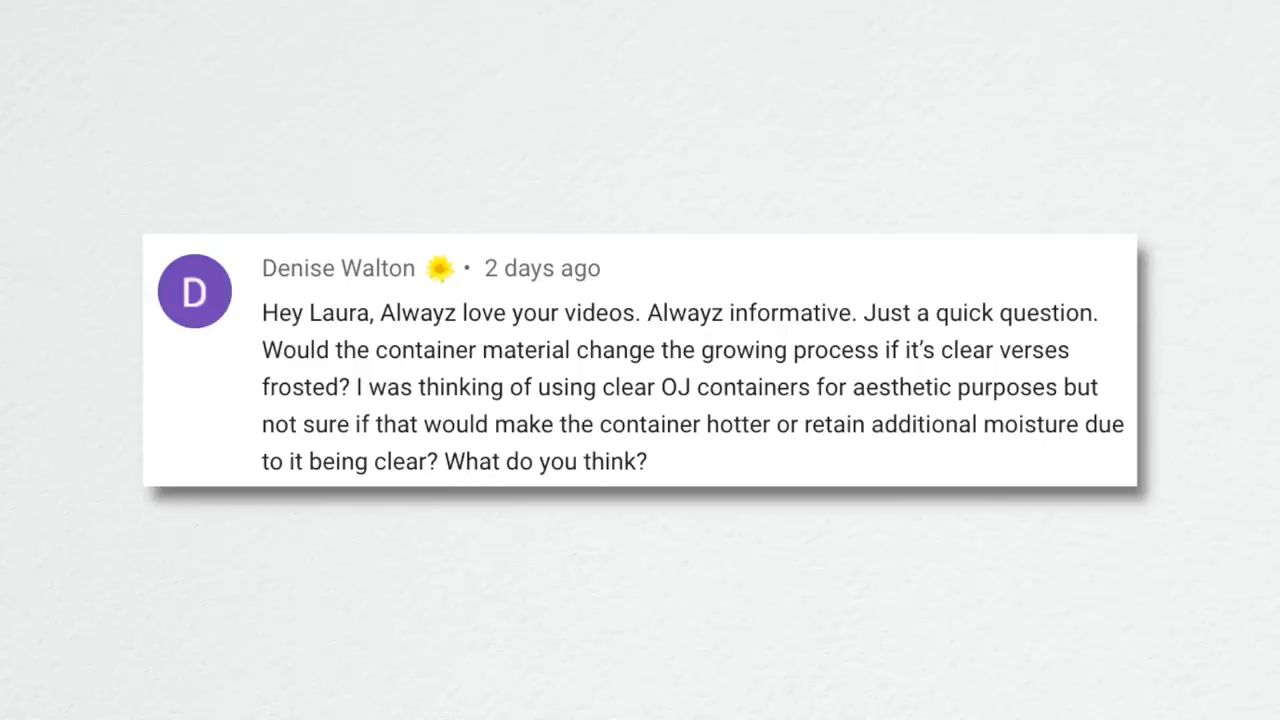 D
Denise Walton 🌼 • 2 days ago
Hey Laura, Alwayz love your videos. Alwayz informative. Just a quick question.
Would the container material change the growing process if it’s clear verses
frosted? I was thinking of using clear OJ containers for aesthetic purposes but
not sure if that would make the container hotter or retain additional moisture due
to it being clear? What do you think?